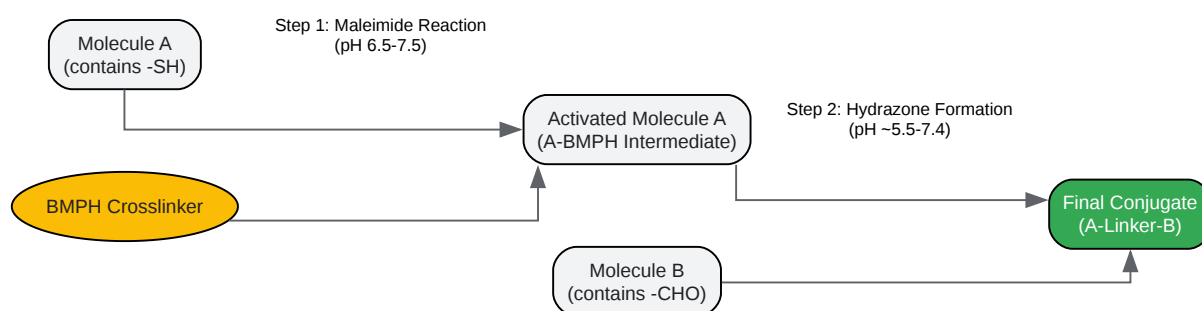 Step 1: Maleimide Reaction
(pH 6.5-7.5)
Molecule A
(contains -SH)
Activated Molecule A
(A-BMPH Intermediate)
Step 2: Hydrazone Formation
(pH ~5.5-7.4)
BMPH Crosslinker
Final Conjugate
(A-Linker-B)
Molecule B
(contains -CHO)